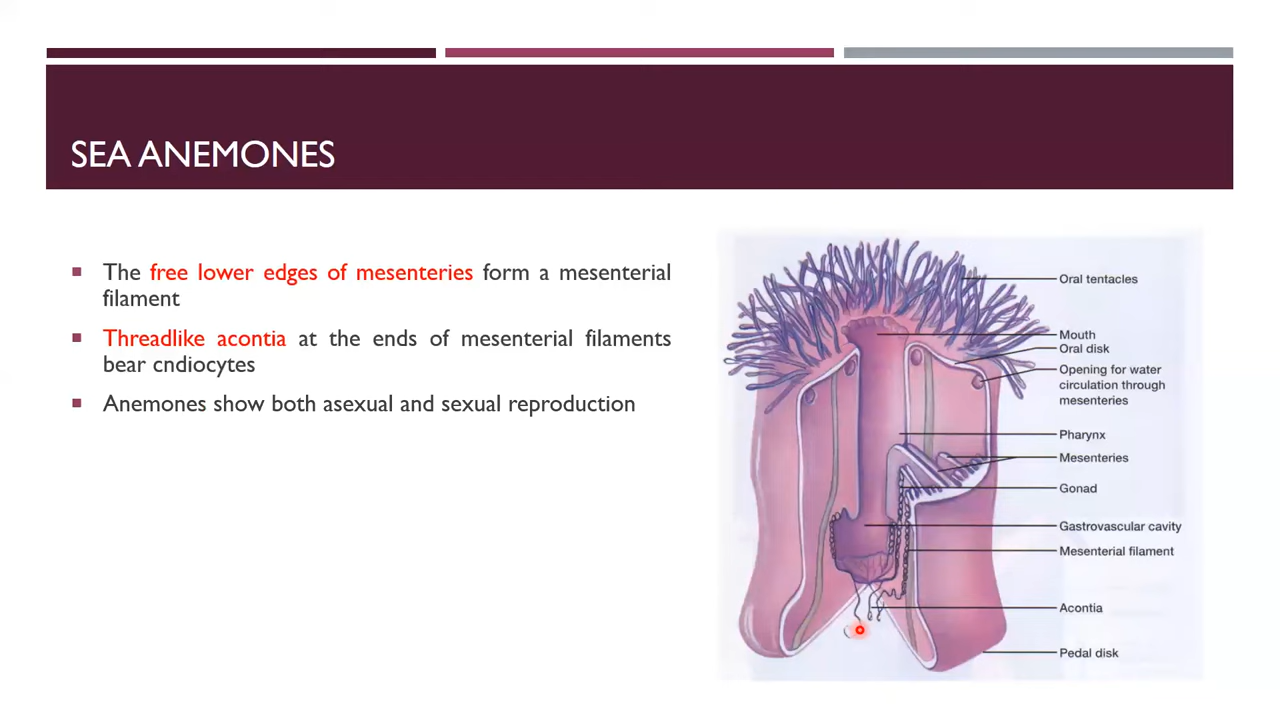 SEA ANEMONES
The free lower edges of mesenteries form a mesenterial
filament
Threadlike acontia at the ends of mesenterial filaments
bear cndiocytes
Anemones show both asexual and sexual reproduction
Oral tentacles
Mouth
Oral disk
Opening for water
circulation through
mesenteries
Pharynx
Mesenteries
Gonad
Gastrovascular cavity
Mesenterial filament
Acontia
Pedal disk